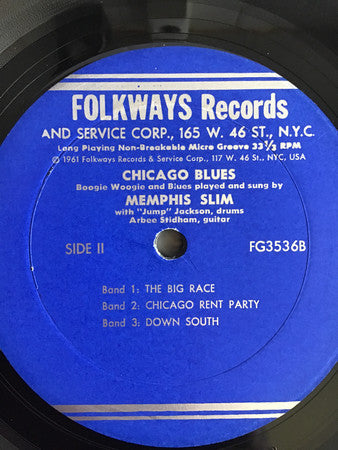 FOLKWAYS Records
AND SERVICE CORP., 165 W. 46 ST., N.Y.C.
Long Playing Non-Breakable Micro Groove 33⅓ RPM
© 1961 Folkways Records & Service Corp., 117 W. 46 St., NYC, USA
CHICAGO BLUES
Boogie Woogie and Blues played and sung by
MEMPHIS SLIM
with "Jump" Jackson, drums
Arbee Stidham, guitar
SIDE II
FG3536B
Band 1: THE BIG RACE
Band 2: CHICAGO RENT PARTY
Band 3: DOWN SOUTH